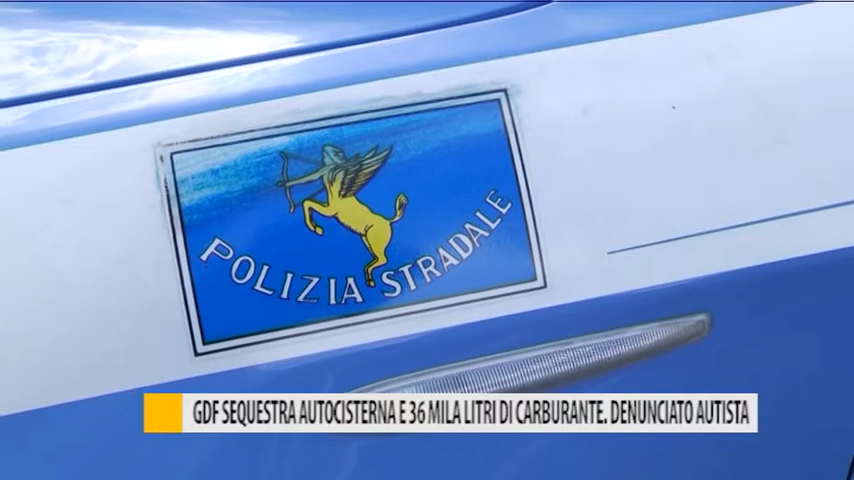 POLIZIA STRADALE
GDF SEQUESTRA AUTOCISTERNA E 36 MILA LITRI DI CARBURANTE. DENUNCIATO AUTISTA